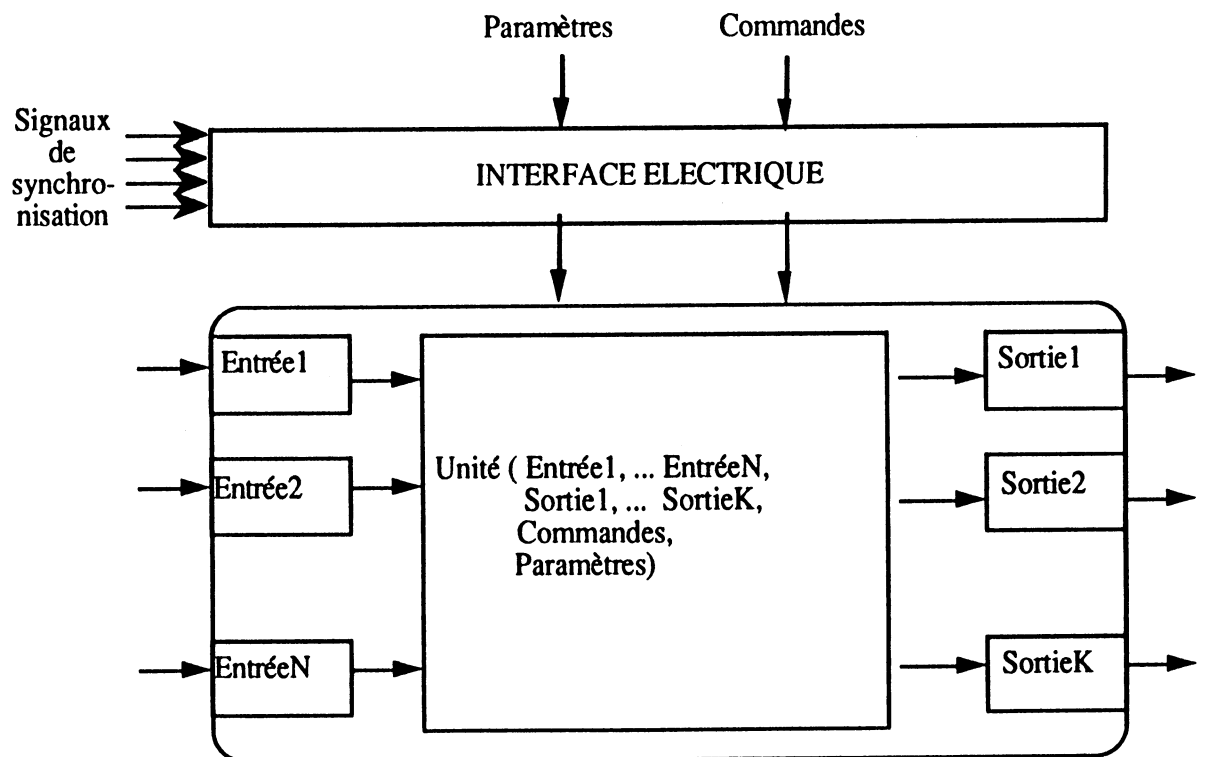 Paramètres
Commandes
Signaux
de
synchro-
nisation
INTERFACE ELECTRIQUE
Entrée1
Sortie1
Unité ( Entrée1, ... EntréeN,
Sortie1, ... SortieK,
Commandes,
Paramètres)
Entrée2
Sortie2
EntréeN
SortieK